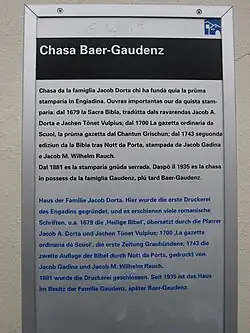 Chasa Baer-Gaudenz
Chasa da la famiglia Jacob Dorta chi ha fundà quia la prüma
stamparia in Engiadina. Ouvras importantas our da quista stam-
paria: dal 1679 la Sacra Bibla, tradütta dals ravarendas Jacob A.
Dorta e Jachen Tönet Vulpius; dal 1700 La gazetta ordinaria da
Scuol, la prüma gazetta dal Chantun Grischun; dal 1743 seguonda
ediziun da la Bibla tras Nott da Porta, stampada da Jacob Gadina
e Jacob M. Wilhelm Rauch.
Dal 1881 es la stamparia gnüda serrada. Daspö il 1935 es la chasa
in possess da la famiglia Gaudenz, plü tard Baer-Gaudenz.
Haus der Familie Jacob Dorta. Hier wurde die erste Druckerei
des Engadins gegründet, und es erschienen viele romanische
Schriften, u.a. 1679 die ‚Heilige Bibel', übersetzt durch die Pfarrer
Jacob A. Dorta und Jachen Tönet Vulpius; 1700 ‚La gazetta
ordinaria da Scuol', die erste Zeitung Graubündens; 1743 die
zweite Auflage der Bibel durch Nott da Porta, gedruckt von
Jacob Gadina und Jacob M. Wilhelm Rauch.
1881 wurde die Druckerei geschlossen. Seit 1935 ist das Haus
im Besitz der Familie Gaudenz, später Baer-Gaudenz.